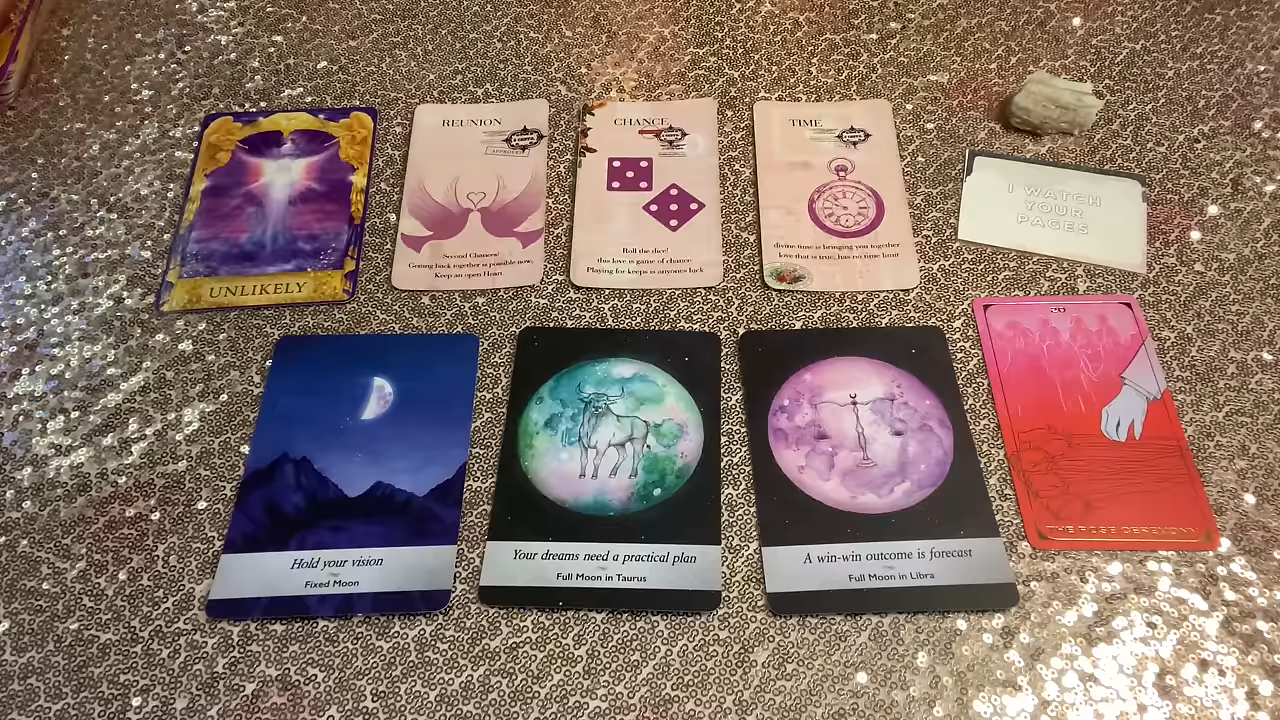 UNLIKELY
REUNION
APPROVED
Second Chances!
Getting back together is possible now,
Keep an open Heart
CHANCE
Roll the dice!
this love is game of chance
Playing for keeps is anyones luck
TIME
divine time is bringing you together
love that is true, has no time limit
I WATCH
YOUR
PAGES
Hold your vision
Fixed Moon
Your dreams need a practical plan
Full Moon in Taurus
A win-win outcome is forecast
Full Moon in Libra
20
THE ROSE CEREMONY